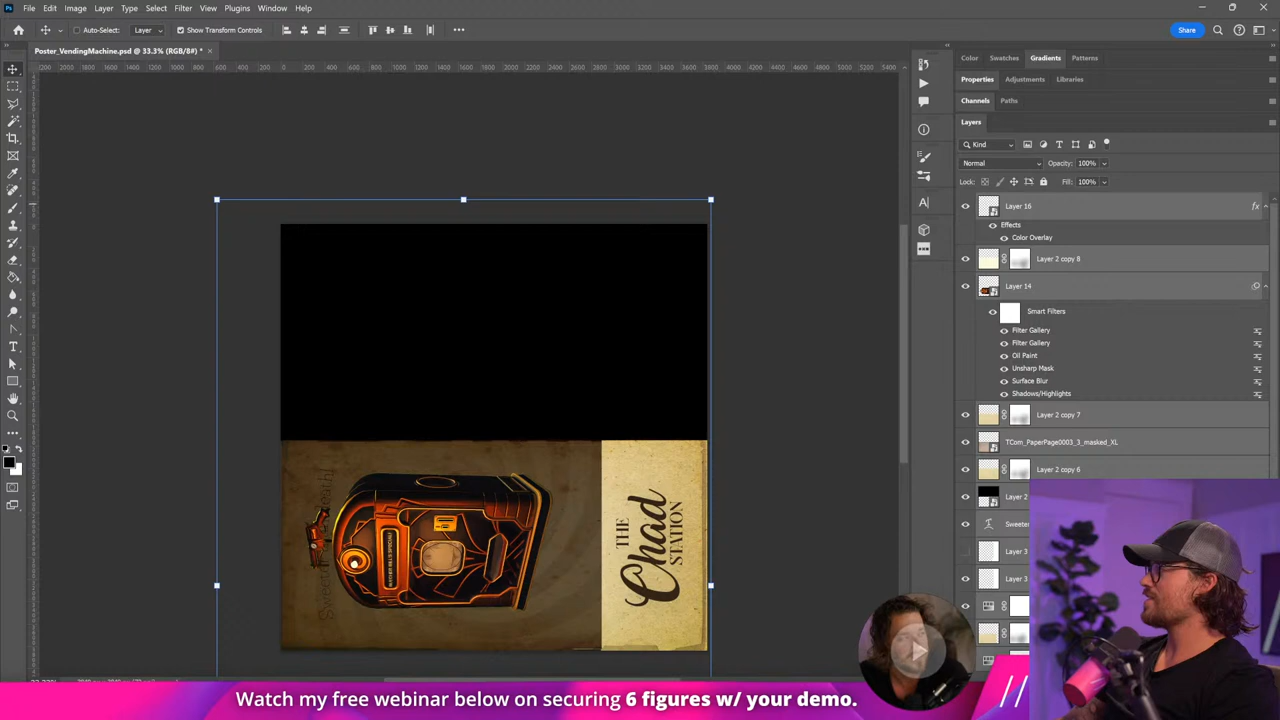 File Edit Image Layer Type Select Filter View Plugins Window Help
Auto-Select: Layer Show Transform Controls Share
Poster_VendingMachine.psd @ 33.3% (RGB/8#) * ×
Color Swatches Gradients Patterns
Properties Adjustments Libraries
Channels Paths
Layers
Kind
Normal Opacity: 100%
Lock: Fill: 100%
Layer 16 fx
Effects
Color Overlay
Layer 2 copy 8
Layer 14
Smart Filters
Filter Gallery
Filter Gallery
Oil Paint
Unsharp Mask
Surface Blur
Shadows/Highlights
Layer 2 copy 7
TCom_PaperPage0003_3_masked_XL
Layer 2 copy 6
Layer 2
Sweeter
Layer 3
Layer 3
THE
Chad
STATION
Watch my free webinar below on securing 6 figures w/ your demo.
//